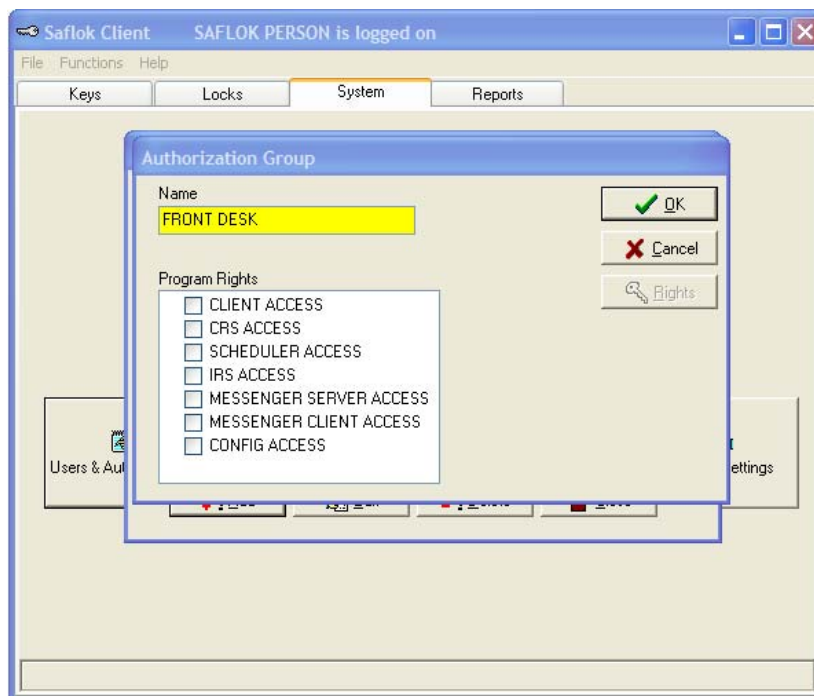 Saflok Client SAFLOK PERSON is logged on
File Functions Help
Keys Locks System Reports
Authorization Group
Name
FRONT DESK
OK
Cancel
Rights
Program Rights
CLIENT ACCESS
CRS ACCESS
SCHEDULER ACCESS
IRS ACCESS
MESSENGER SERVER ACCESS
MESSENGER CLIENT ACCESS
CONFIG ACCESS
Users & Aut
ettings